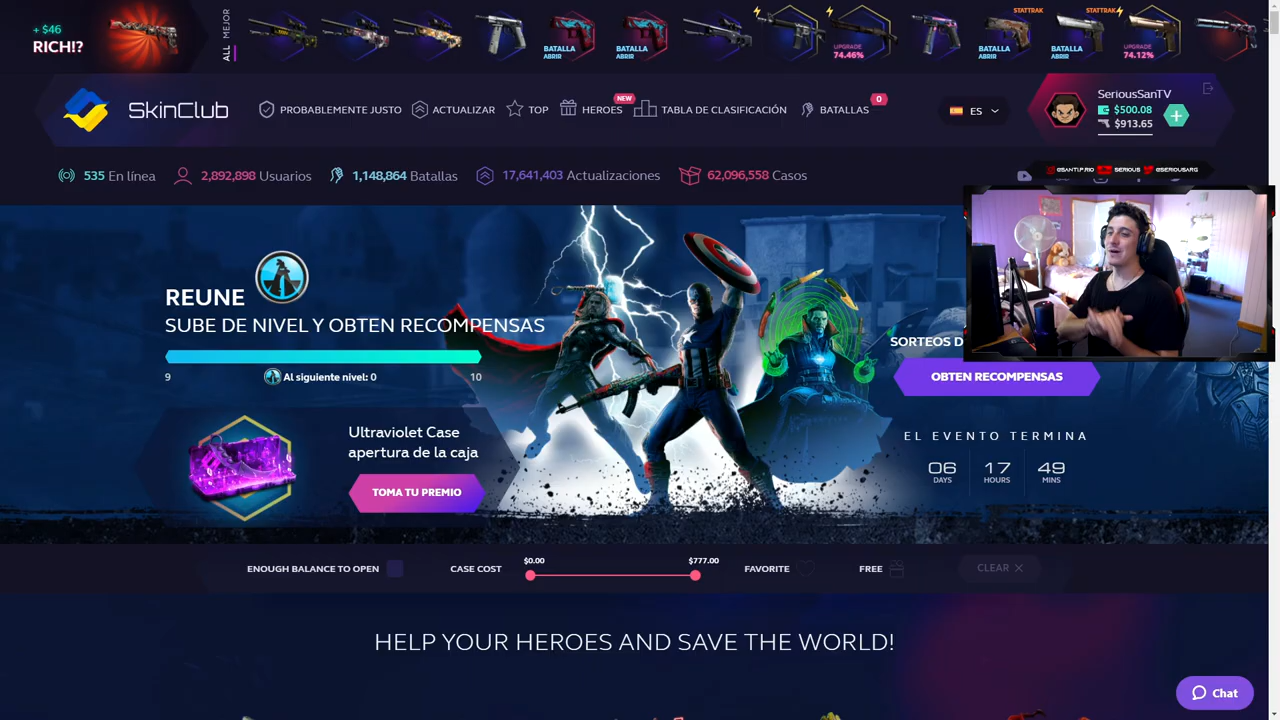 + $46
RICH!?
ALL MEJOR
BATALLA
ABRIR
BATALLA
ABRIR
UPGRADE
74.46%
STATTRAK
BATALLA
ABRIR
STATTRAK
BATALLA
ABRIR
UPGRADE
74.12%
SkinClub
PROBABLEMENTE JUSTO
ACTUALIZAR
TOP
HEROES
NEW
TABLA DE CLASIFICACIÓN
BATALLAS
0
ES
SeriousSanTV
$500.08
$913.65
535 En línea
2,892,898 Usuarios
Batallas
17,641,403 Actualizaciones
62,096,558 Casos
@SANTI.P.RIO
SERIOUS
@SERIOUSARG
REUNE
SUBE DE NIVEL Y OBTEN RECOMPENSAS
9
Al siguiente nivel: 0
10
Ultraviolet Case
apertura de la caja
TOMA TU PREMIO
SORTEOS D
OBTEN RECOMPENSAS
EL EVENTO TERMINA
06 17 49
DAYS HOURS MINS
ENOUGH BALANCE TO OPEN
CASE COST
$0.00
$777.00
FAVORITE
FREE
CLEAR
HELP YOUR HEROES AND SAVE THE WORLD!
Chat